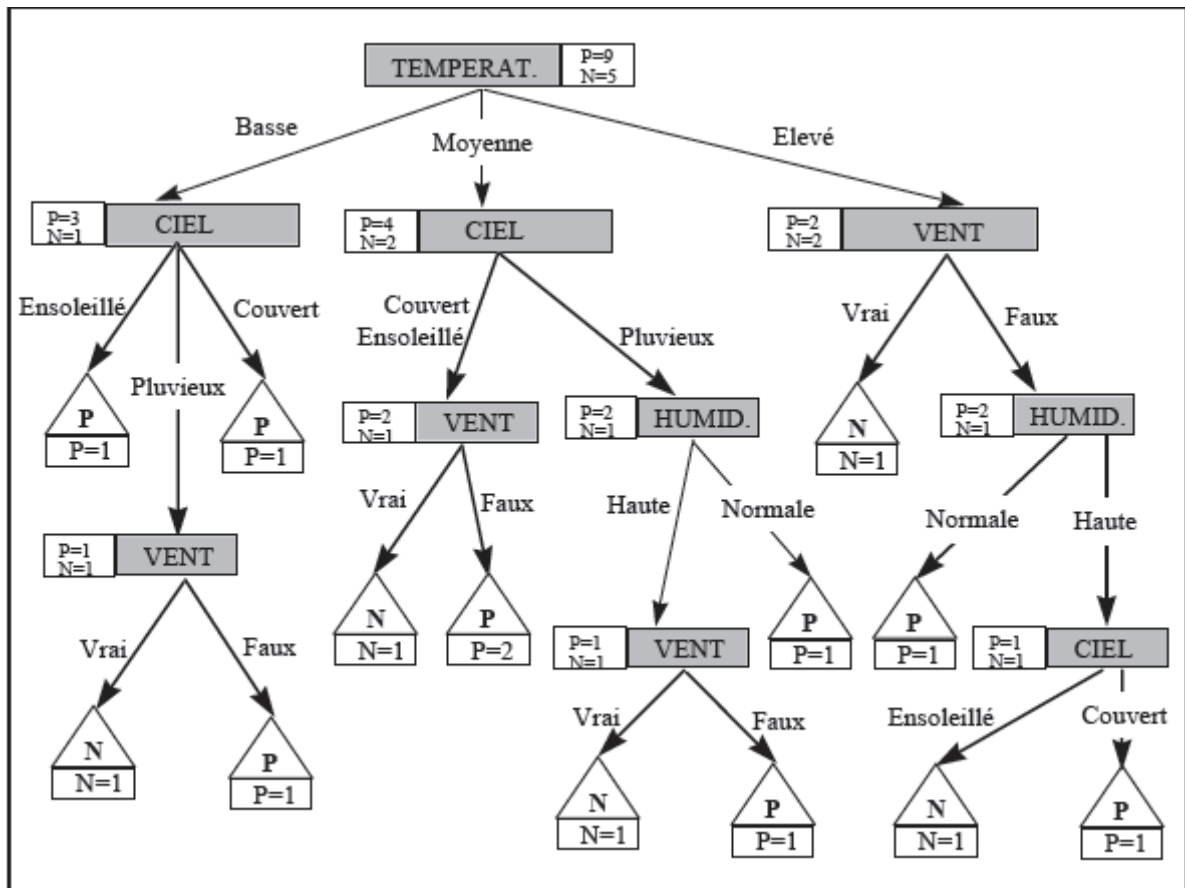 TEMPERAT.
P=9
N=5
Basse
Moyenne
Elevé
P=3
N=1
CIEL
P=4
N=2
CIEL
P=2
N=2
VENT
Ensoleillé
Pluvieux
Couvert
Couvert
Ensoleillé
Pluvieux
Vrai
Faux
P
P=1
P
P=1
P=2
N=1
VENT
P=2
N=1
HUMID.
N
N=1
P=2
N=1
HUMID.
P=1
N=1
VENT
Vrai
Faux
Haute
Normale
Normale
Haute
N
N=1
P
P=2
P=1
N=1
VENT
P
P=1
P
P=1
P=1
N=1
CIEL
Vrai
Faux
Vrai
Faux
Ensoleillé
Couvert
N
N=1
P
P=1
N
N=1
P
P=1
N
N=1
P
P=1